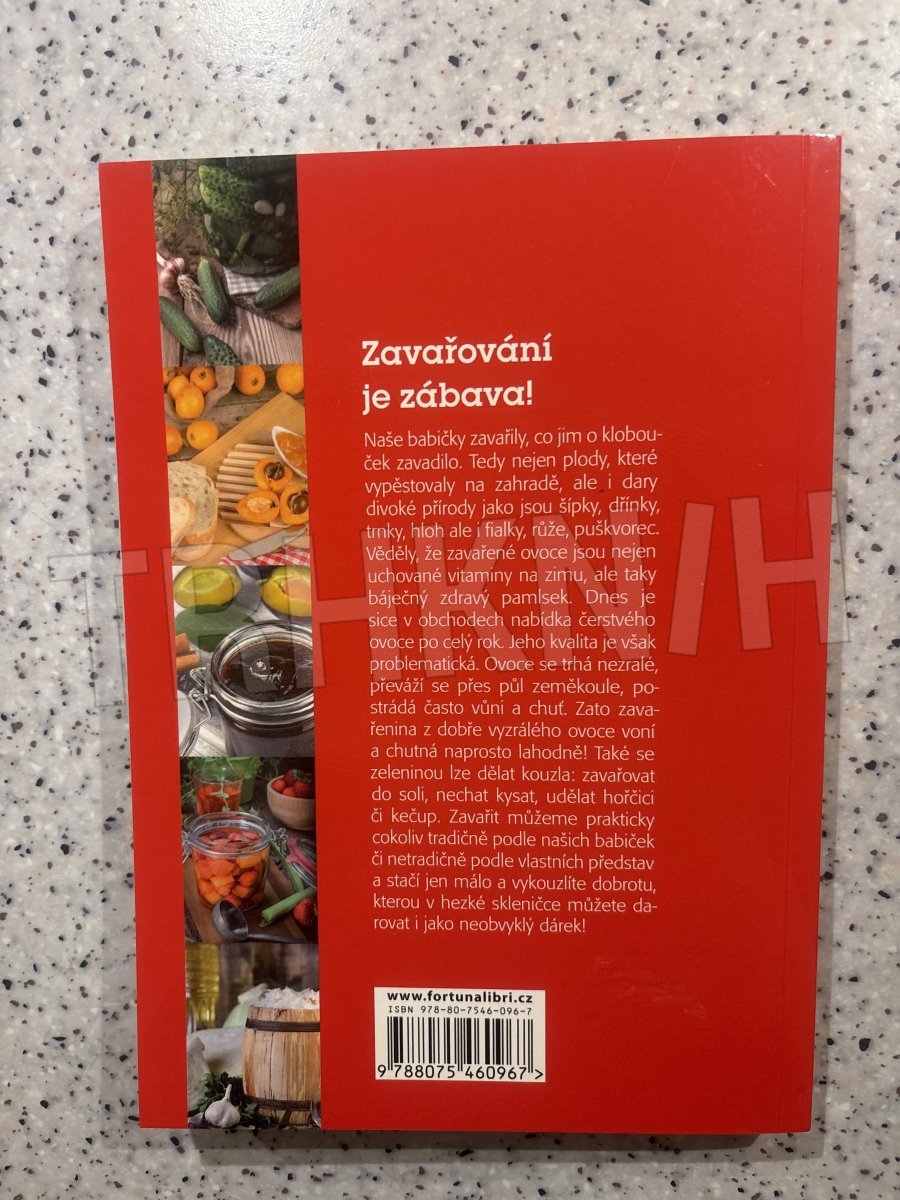 Zavařování
je zábava!
Naše babičky zavařily, co jim o klobou-
ček zavadilo. Tedy nejen plody, které
vypěstovaly na zahradě, ale i dary
divoké přírody jako jsou šípky, dřínky,
trnky, hloh ale i fialky, růže, puškvorec.
Věděly, že zavařené ovoce jsou nejen
uchované vitaminy na zimu, ale taky
báječný zdravý pamlsek. Dnes je
sice v obchodech nabídka čerstvého
ovoce po celý rok. Jeho kvalita je však
problematická. Ovoce se trhá nezralé,
převáží se přes půl zeměkoule, po-
strádá často vůni a chuť. Zato zava-
řenina z dobře vyzrálého ovoce voní
a chutná naprosto lahodně! Také se
zeleninou lze dělat kouzla: zavařovat
do soli, nechat kysat, udělat hořčici
či kečup. Zavařit můžeme prakticky
cokoliv tradičně podle našich babiček
či netradičně podle vlastních představ
a stačí jen málo a vykouzlíte dobrotu,
kterou v hezké skleničce můžete da-
rovat i jako neobvyklý dárek!
www.fortunalibri.cz
ISBN 978-80-7546-096-7
9 788075 460967 >